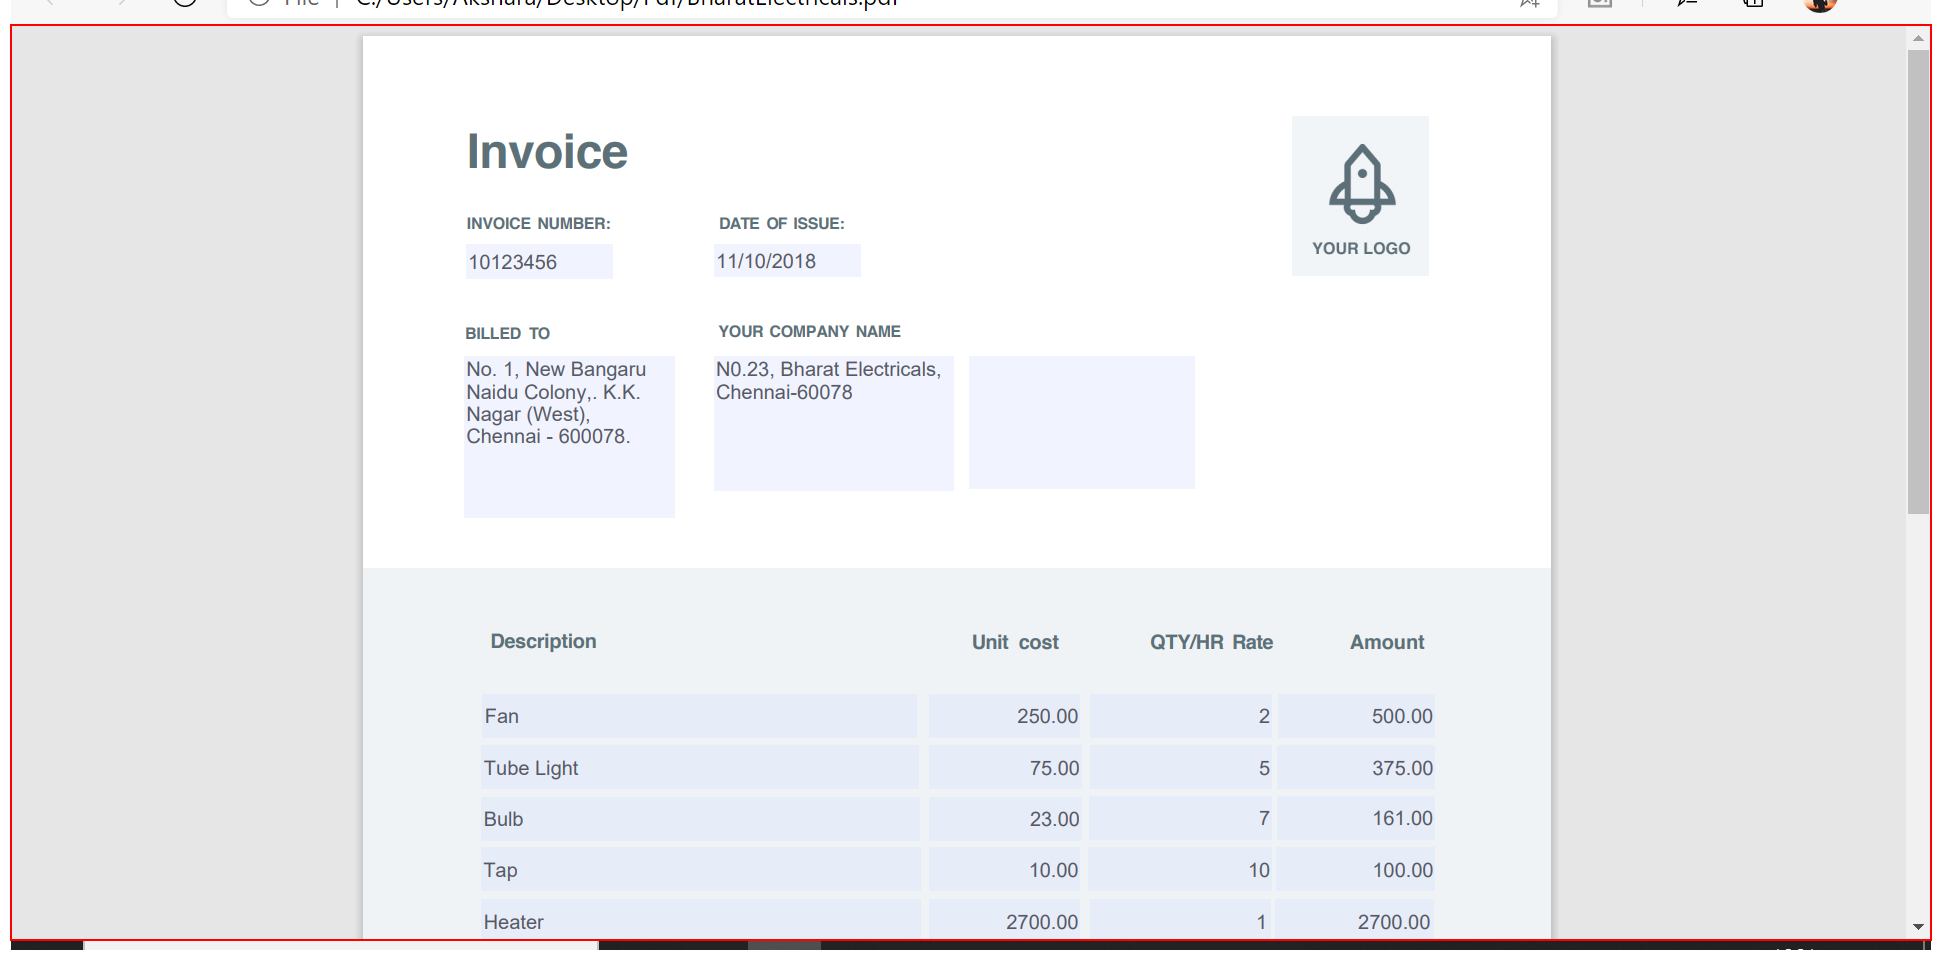 File | C:/Users/Akshara/Desktop/Pdf/BharatElectricals.pdf
Invoice
YOUR LOGO
INVOICE NUMBER: DATE OF ISSUE:
10123456 11/10/2018
BILLED TO YOUR COMPANY NAME
No. 1, New Bangaru
Naidu Colony,. K.K.
Nagar (West),
Chennai - 600078.
N0.23, Bharat Electricals,
Chennai-60078
Description Unit cost QTY/HR Rate Amount
Fan 250.00 2 500.00
Tube Light 75.00 5 375.00
Bulb 23.00 7 161.00
Tap 10.00 10 100.00
Heater 2700.00 1 2700.00